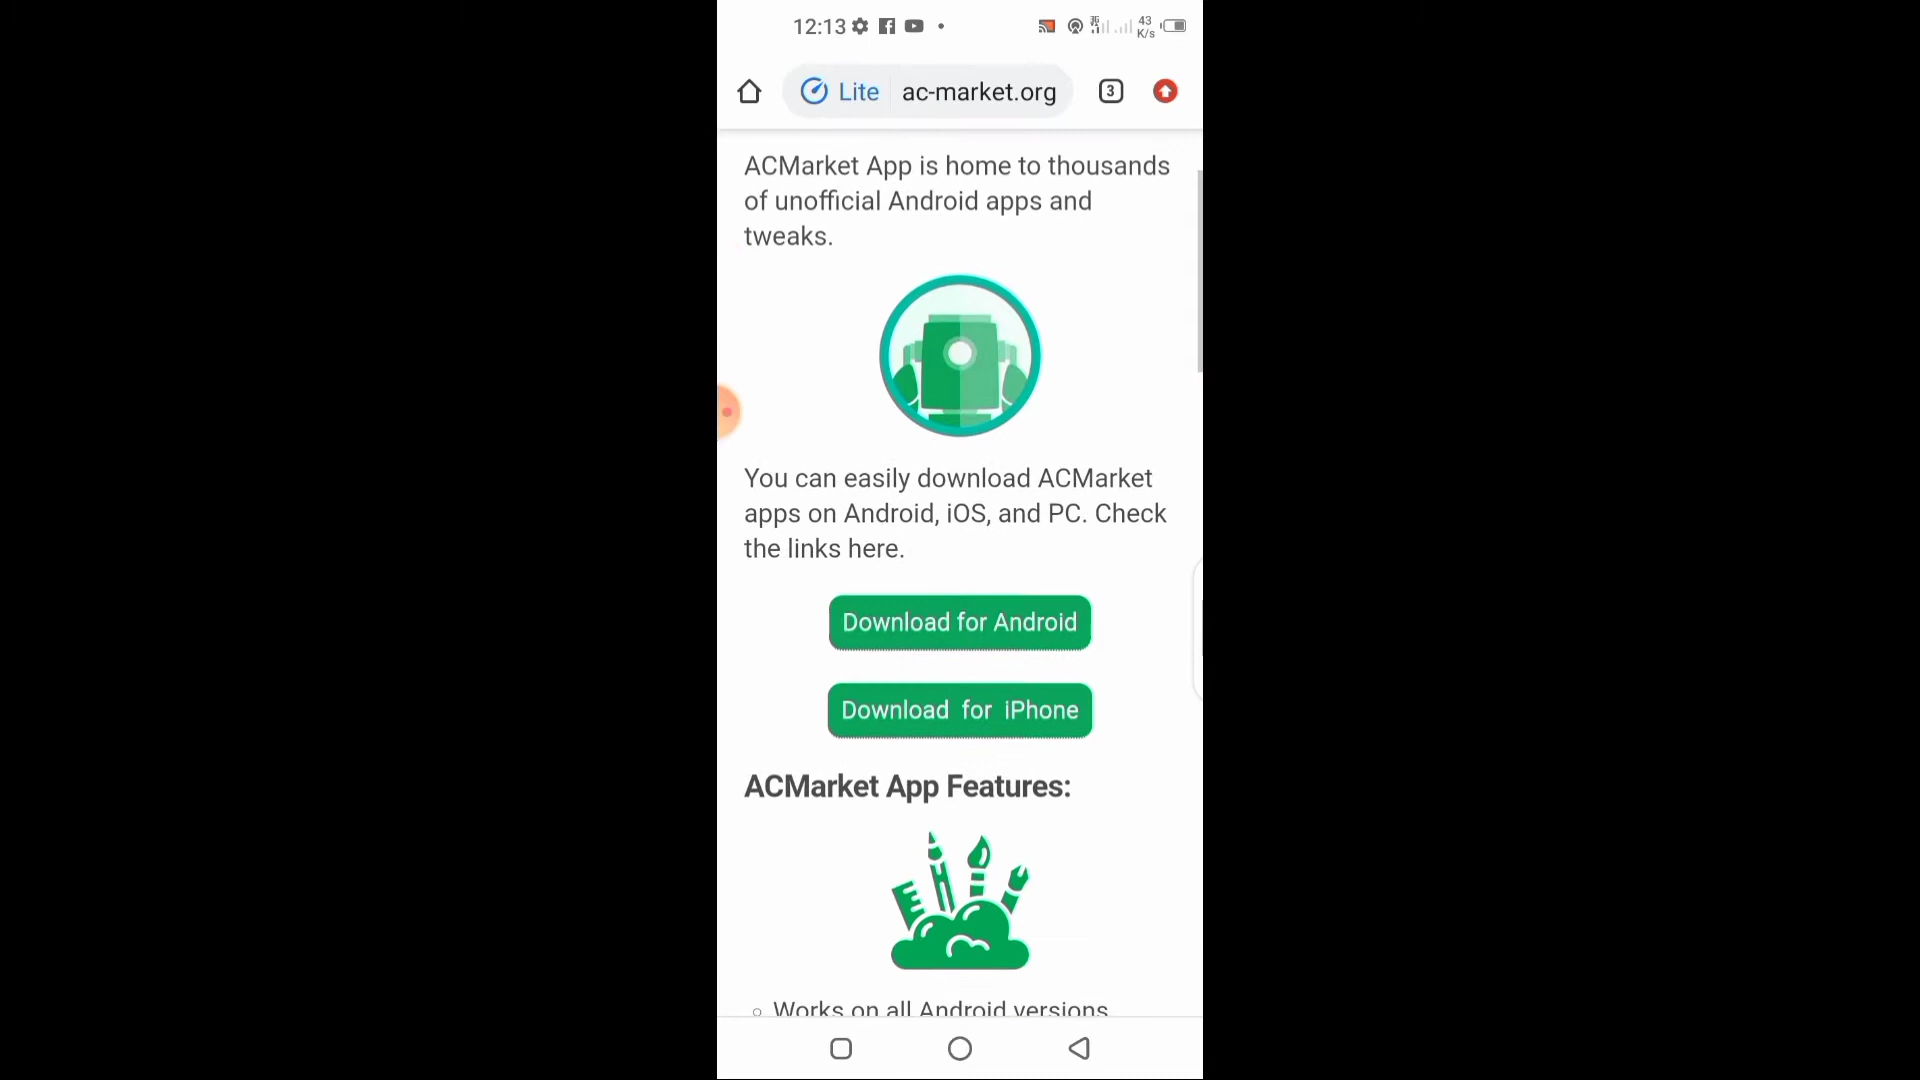 12:13
43
K/s
Lite ac-market.org 3
ACMarket App is home to thousands
of unofficial Android apps and
tweaks.
You can easily download ACMarket
apps on Android, iOS, and PC. Check
the links here.
Download for Android
Download for iPhone
ACMarket App Features:
Works on all Android versions